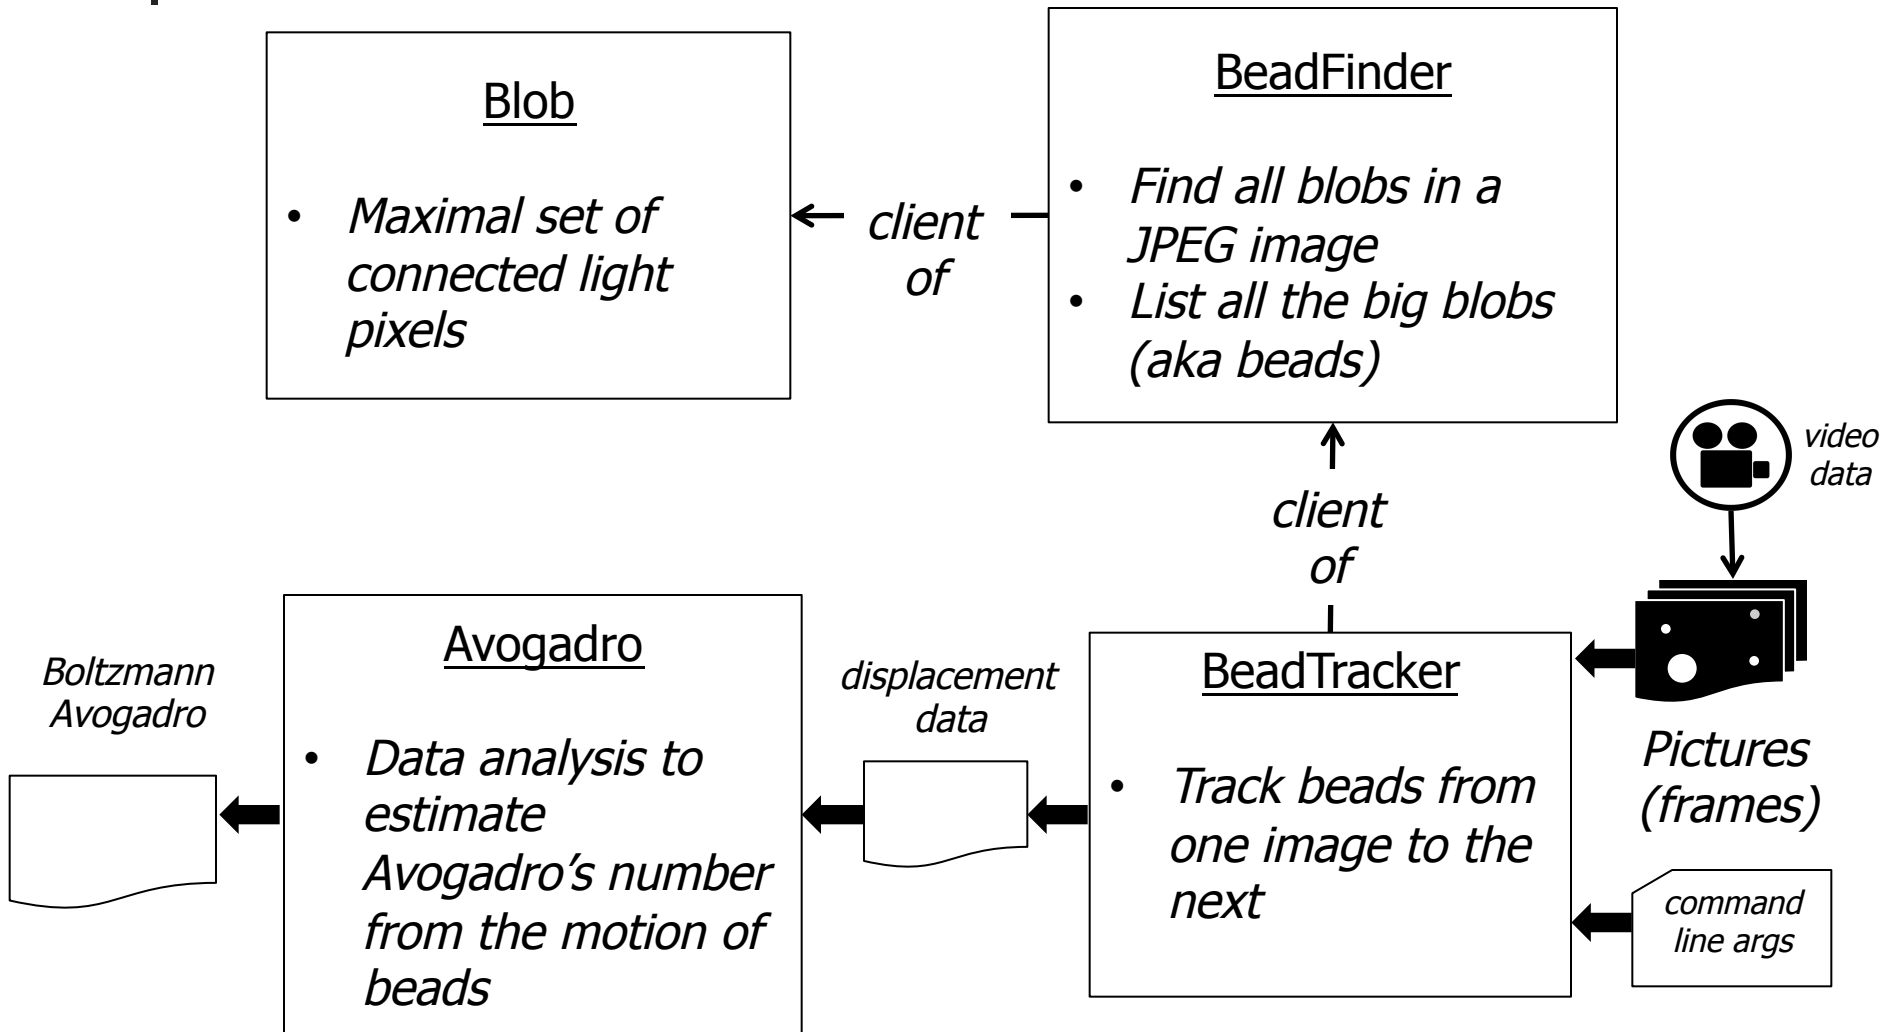 Blob
• Maximal set of
connected light
pixels
client
of
BeadFinder
• Find all blobs in a
JPEG image
• List all the big blobs
(aka beads)
video
data
client
of
Boltzmann
Avogadro
Avogadro
• Data analysis to
estimate
Avogadro’s number
from the motion of
beads
displacement
data
BeadTracker
• Track beads from
one image to the
next
Pictures
(frames)
command
line args